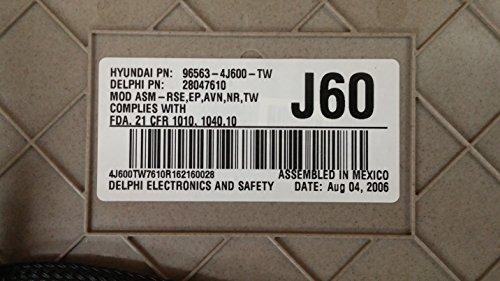 HYUNDAI PN: 96563-4J600-TW
DELPHI PN: 28047610
MOD ASM-RSE,EP,AVN,NR,TW
COMPLIES WITH
FDA. 21 CFR 1010. 1040.10
J60
4J600TW7610R162160028
ASSEMBLED IN MEXICO
DELPHI ELECTRONICS AND SAFETY
DATE: Aug 04, 2006